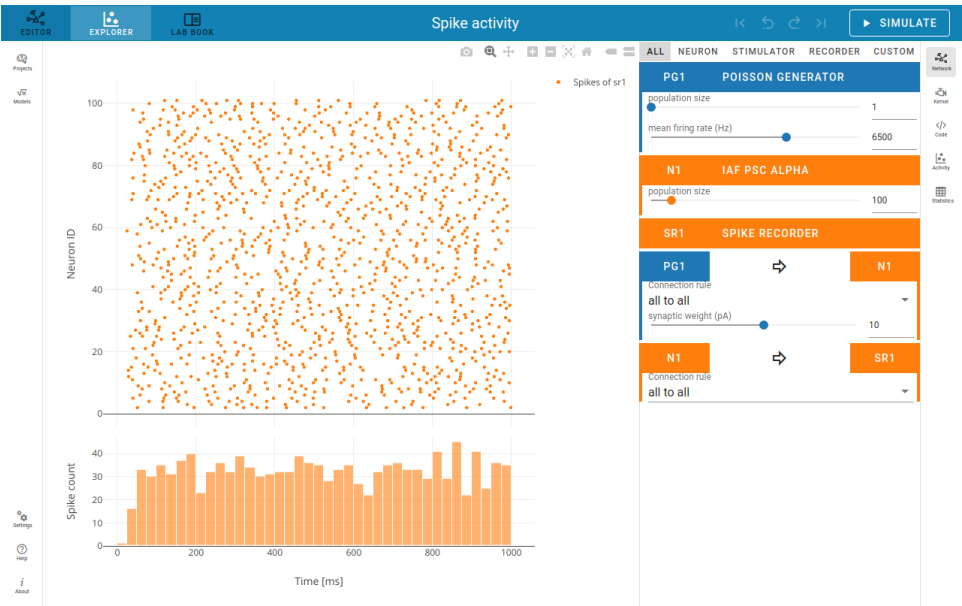 EDITOR
EXPLORER
LAB BOOK
Spike activity
SIMULATE
Projects
Models
Settings
Help
About
Spikes of sr1
Neuron ID
100
80
60
40
20
0
Spike count
40
30
20
10
0
0 200 400 600 800 1000
Time [ms]
ALL NEURON STIMULATOR RECORDER CUSTOM
PG1 POISSON GENERATOR
population size
1
mean firing rate (Hz)
6500
N1 IAF PSC ALPHA
population size
100
SR1 SPIKE RECORDER
PG1 N1
Connection rule
all to all
synaptic weight (pA)
10
N1 SR1
Connection rule
all to all
Network
Kernel
</>
Code
Activity
Statistics